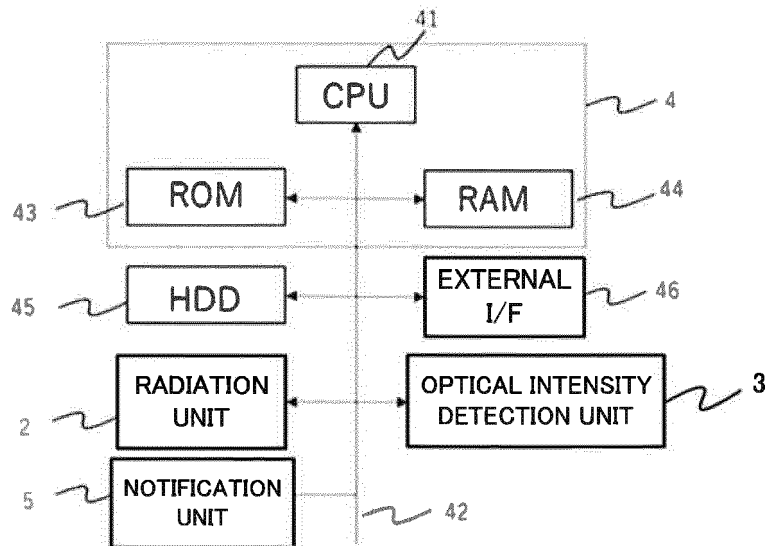 41
CPU
4
ROM
RAM
43
44
HDD
EXTERNAL
I/F
45
46
RADIATION
UNIT
OPTICAL INTENSITY
DETECTION UNIT
3
2
NOTIFICATION
UNIT
5
42